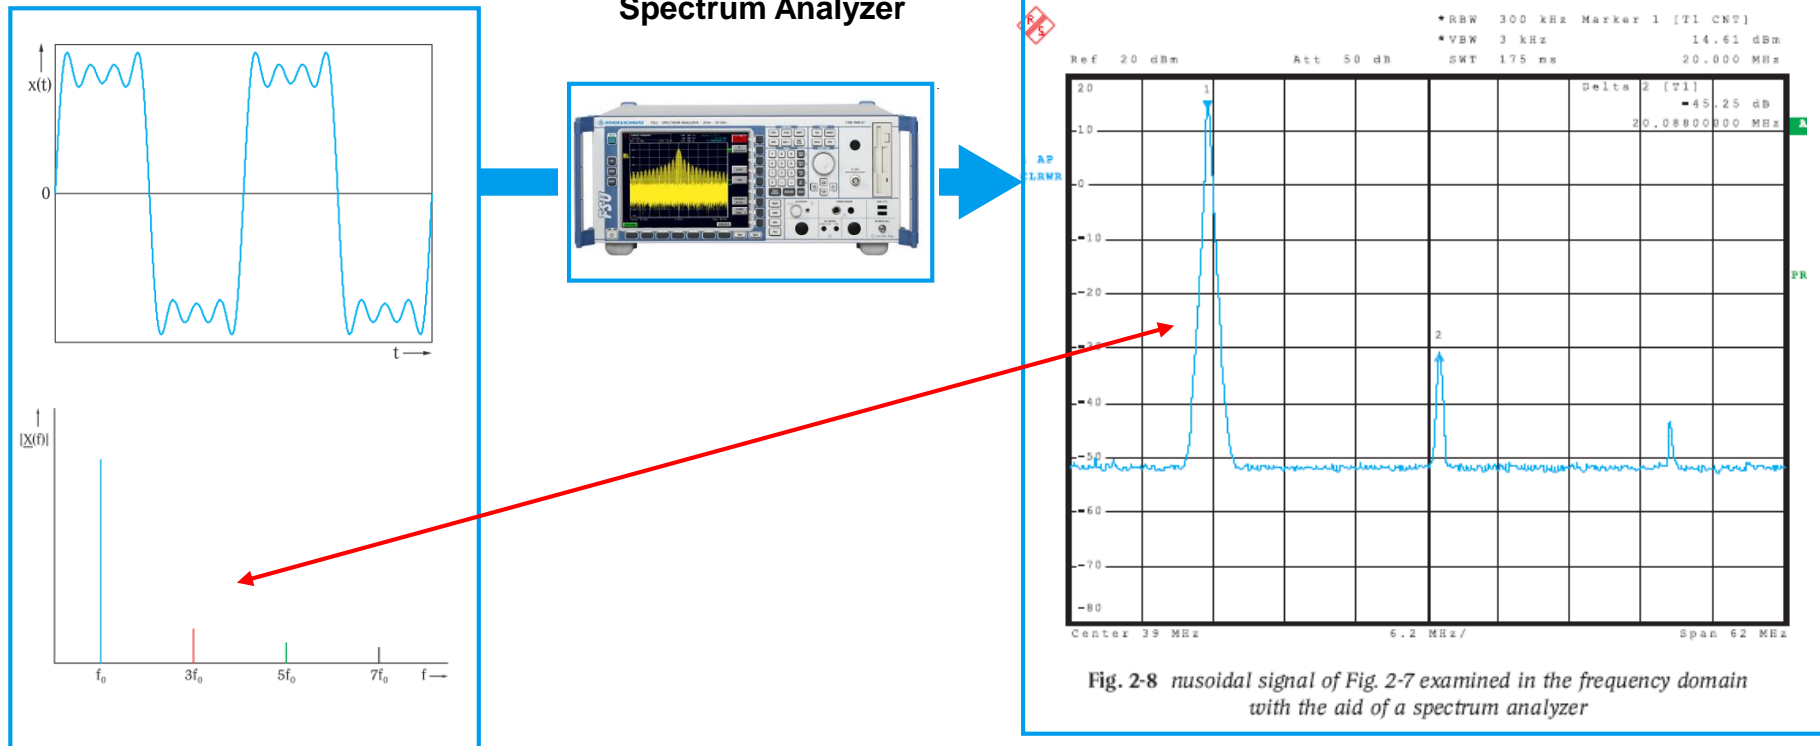 Spectrum Analyzer
x(t)
0
t
|X(f)|
f₀
3f₀
5f₀
7f₀
f
FSU
R
S
*RBW 300 kHz Marker 1 [T1 CNT]
*VBW 3 kHz 14.61 dBm
Ref 20 dBm Att 50 dB SWT 175 ms 20.000 MHz
20
1
Delta 2 [T1]
-45.25 dB
20.08800000 MHz
A
10
AP
CLRWR
0
-10
PR
-20
2
-30
-40
-50
-60
-70
-80
Center 39 MHz 6.2 MHz/ Span 62 MHz
Fig. 2-8 nusoidal signal of Fig. 2-7 examined in the frequency domain
with the aid of a spectrum analyzer